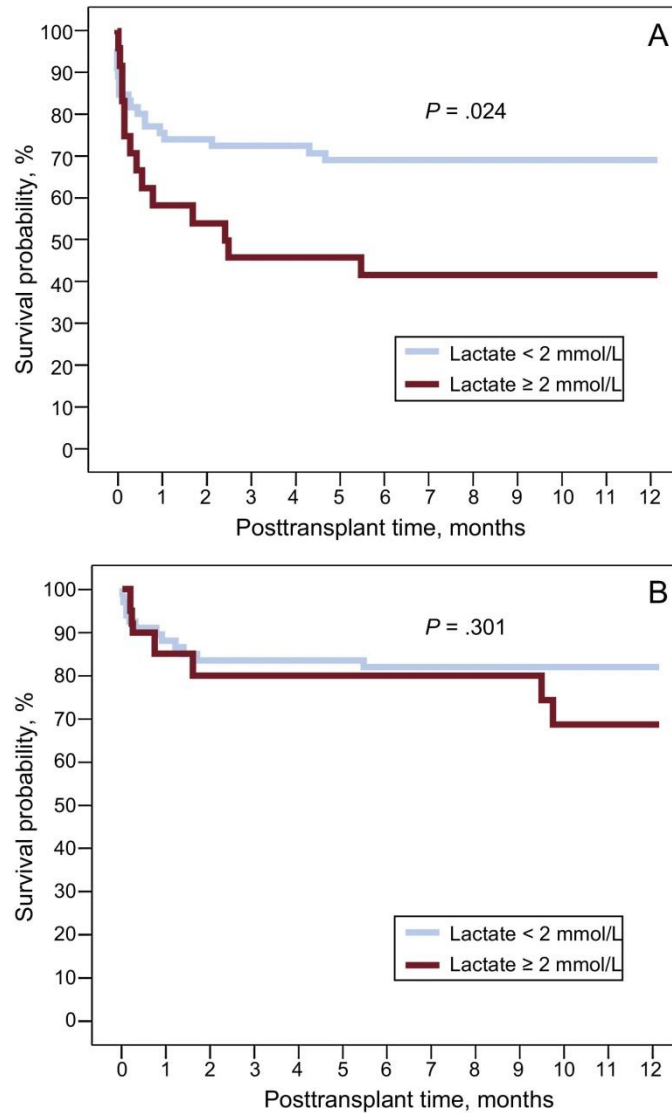 A
100
90
80
70
60
50
40
30
20
10
0
Survival probability, %
P = .024
Lactate < 2 mmol/L
Lactate ≥ 2 mmol/L
0 1 2 3 4 5 6 7 8 9 10 11 12
Posttransplant time, months
B
100
90
80
70
60
50
40
30
20
10
0
Survival probability, %
P = .301
Lactate < 2 mmol/L
Lactate ≥ 2 mmol/L
0 1 2 3 4 5 6 7 8 9 10 11 12
Posttransplant time, months